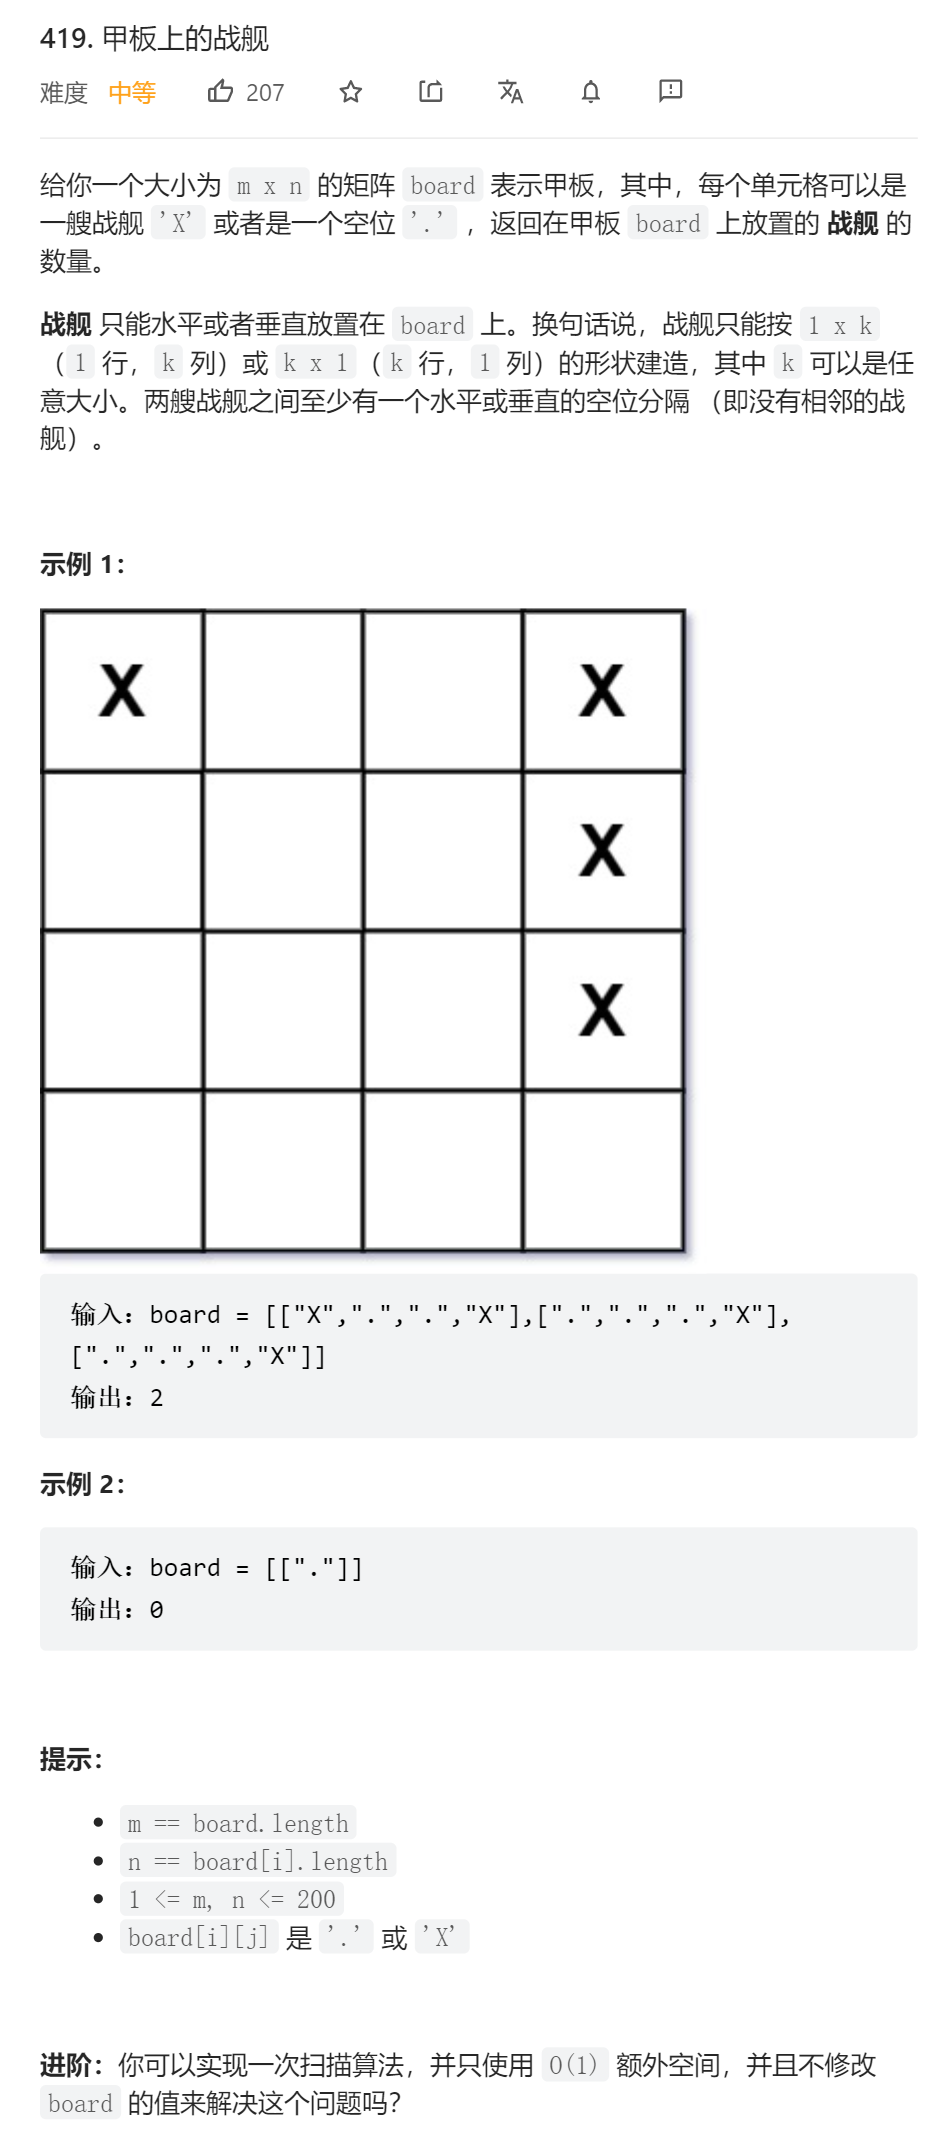 419. 甲板上的战舰
难度 中等 207
给你一个大小为 m x n 的矩阵 board 表示甲板，其中，每个单元格可以是
一艘战舰 'X' 或者是一个空位 '.' ，返回在甲板 board 上放置的 战舰 的
数量。
战舰 只能水平或者垂直放置在 board 上。换句话说，战舰只能按 1 x k
（1 行，k 列）或 k x 1（k 行，1 列）的形状建造，其中 k 可以是任
意大小。两艘战舰之间至少有一个水平或垂直的空位分隔 （即没有相邻的战
舰）。
示例 1：
X X
X
X
输入：board = [["X",".",".","X"],[".",".",".","X"],
[".",".",".","X"]]
输出：2
示例 2：
输入：board = [["."]]
输出：0
提示：
m == board.length
n == board[i].length
1 <= m, n <= 200
board[i][j] 是 '.' 或 'X'
进阶：你可以实现一次扫描算法，并只使用 O(1) 额外空间，并且不修改
board 的值来解决这个问题吗？